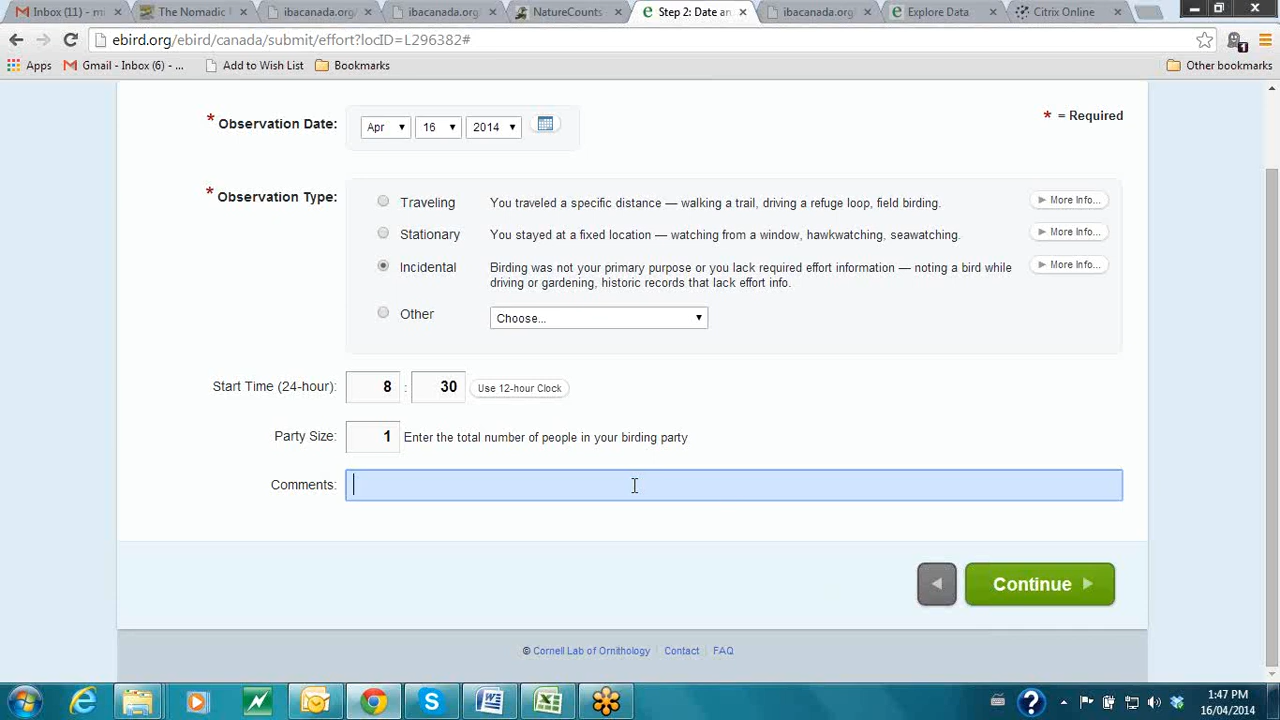 Inbox (11) - m
The Nomadic
ibacanada.org/
ibacanada.org/
NatureCounts
Step 2: Date an
ibacanada.org/
Explore Data
Citrix Online
ebird.org/ebird/canada/submit/effort?locID=L296382#
1
Apps
Gmail - Inbox (6) - ...
Add to Wish List
Bookmarks
Other bookmarks
* Observation Date:
Apr
16
2014
* = Required
* Observation Type:
Traveling
You traveled a specific distance — walking a trail, driving a refuge loop, field birding.
More Info...
Stationary
You stayed at a fixed location — watching from a window, hawkwatching, seawatching.
More Info...
Incidental
Birding was not your primary purpose or you lack required effort information — noting a bird while
driving or gardening, historic records that lack effort info.
More Info...
Other
Choose...
Start Time (24-hour):
8 : 30
Use 12-hour Clock
Party Size:
1
Enter the total number of people in your birding party
Comments:
Continue
© Cornell Lab of Ornithology
Contact
FAQ
1:47 PM
16/04/2014